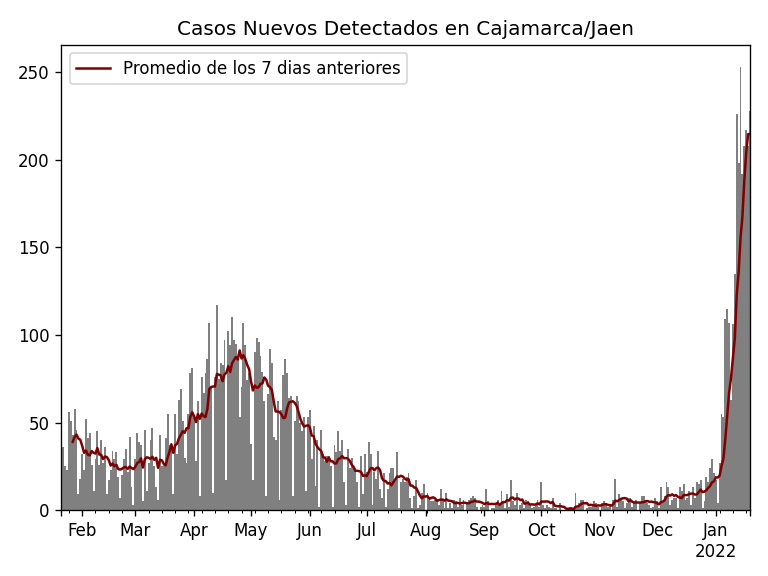 Casos Nuevos Detectados en Cajamarca/Jaen
Promedio de los 7 dias anteriores
250
200
150
100
50
0
Feb Mar Apr May Jun Jul Aug Sep Oct Nov Dec Jan
2022